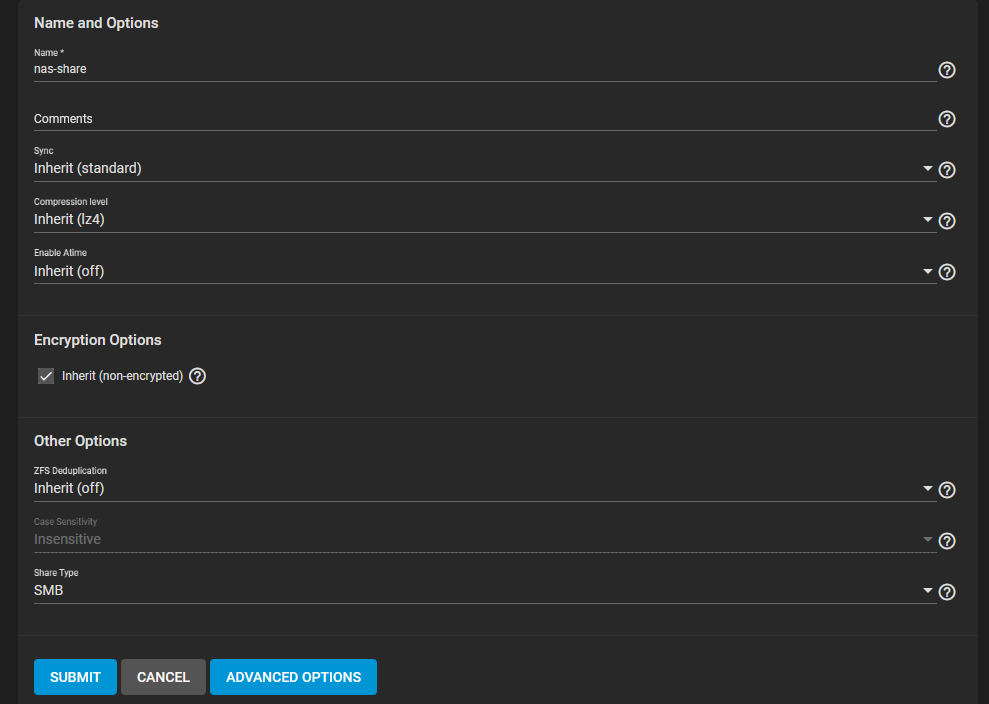 Name and Options
Name *
nas-share
Comments
Sync
Inherit (standard)
Compression level
Inherit (lz4)
Enable Atime
Inherit (off)
Encryption Options
Inherit (non-encrypted)
Other Options
ZFS Deduplication
Inherit (off)
Case Sensitivity
Insensitive
Share Type
SMB
SUBMIT CANCEL ADVANCED OPTIONS